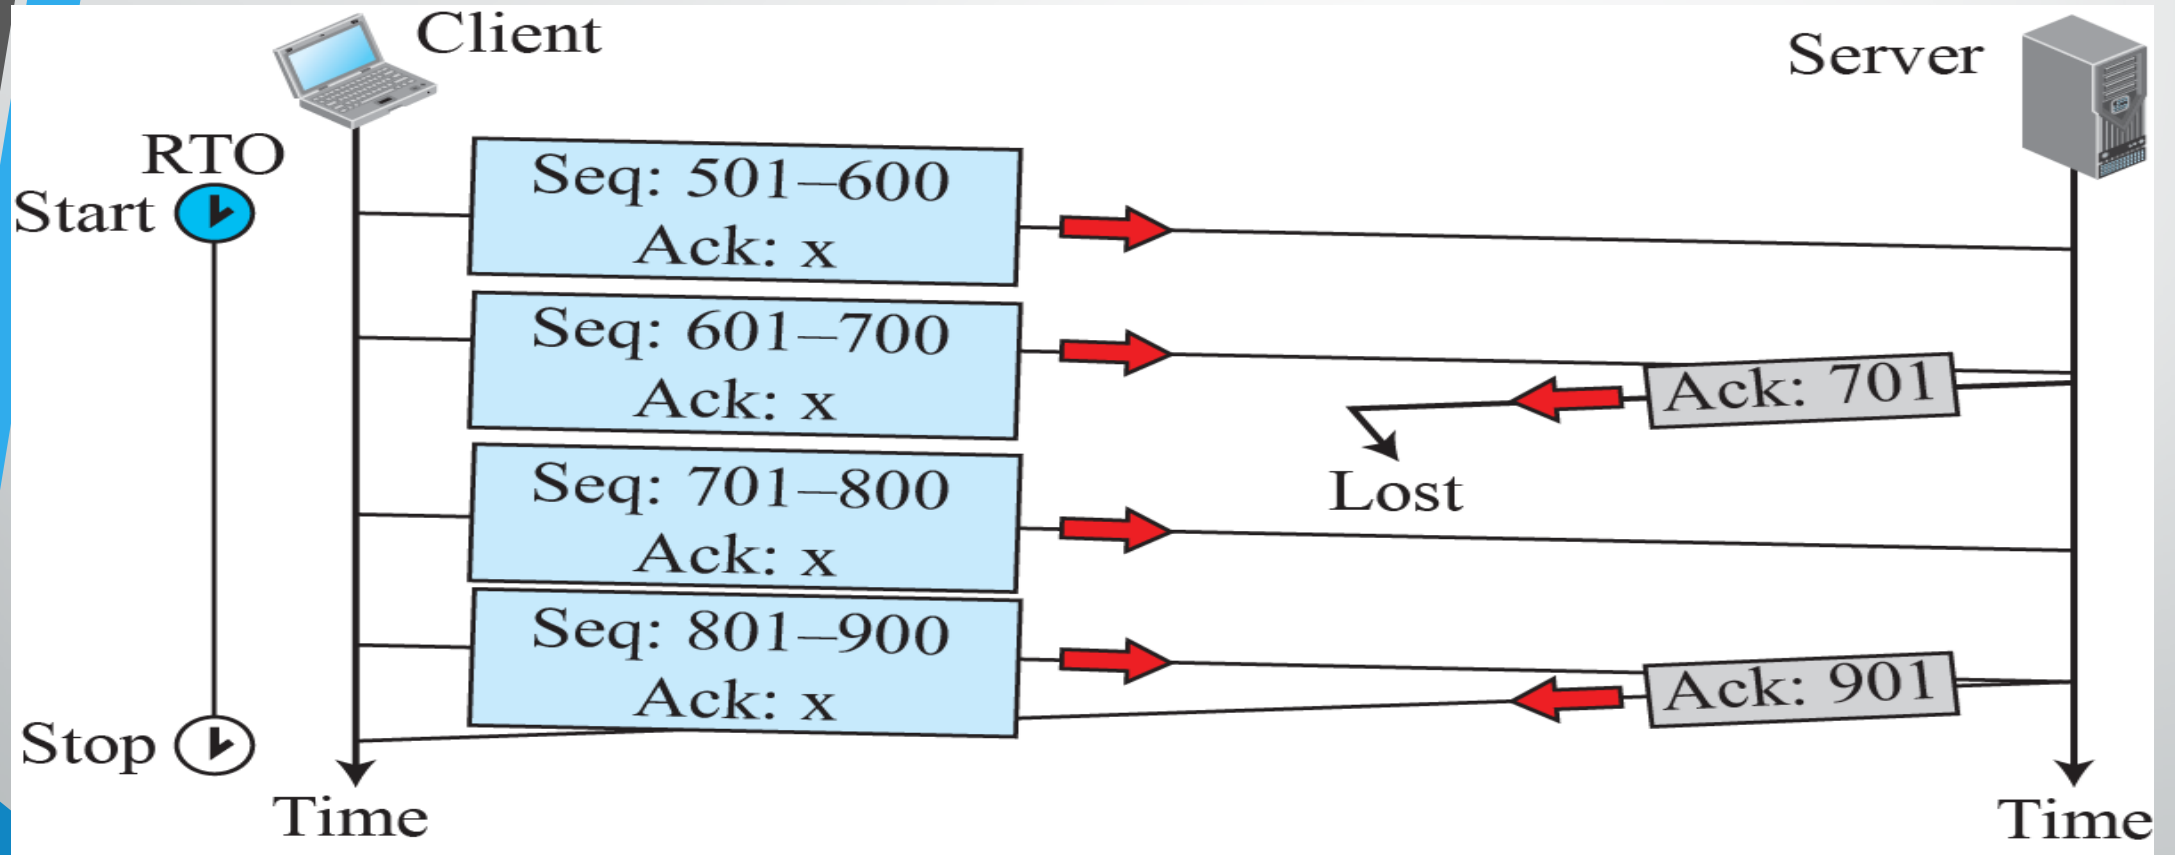 Client
Server
RTO
Start
Seq: 501–600
Ack: x
Seq: 601–700
Ack: x
Ack: 701
Lost
Seq: 701–800
Ack: x
Seq: 801–900
Ack: x
Ack: 901
Stop
Time
Time